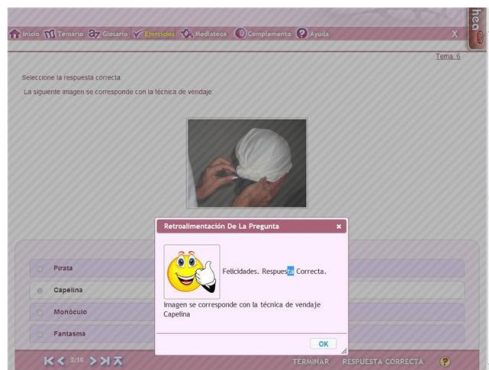 Inicio Temario Glosario Ejercicios Mediateca Complemento Ayuda X
Tema. 6
Seleccione la respuesta correcta
La siguiente imagen se corresponde con la técnica de vendaje:
Retroalimentación De La Pregunta
Felicidades. Respuesta Correcta.
Imagen se corresponde con la técnica de vendaje
Capelina
OK
Pirata
Capelina
Monóculo
Fantasma
TERMINAR RESPUESTA CORRECTA